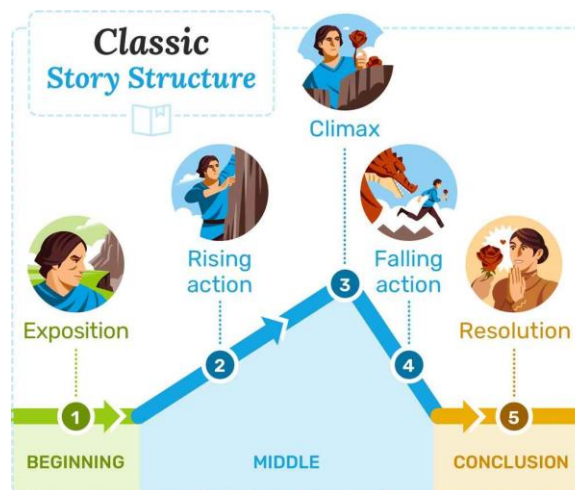 Classic
Story Structure
Climax
Rising
action
Falling
action
Exposition
Resolution
3
2
4
1
5
BEGINNING
MIDDLE
CONCLUSION